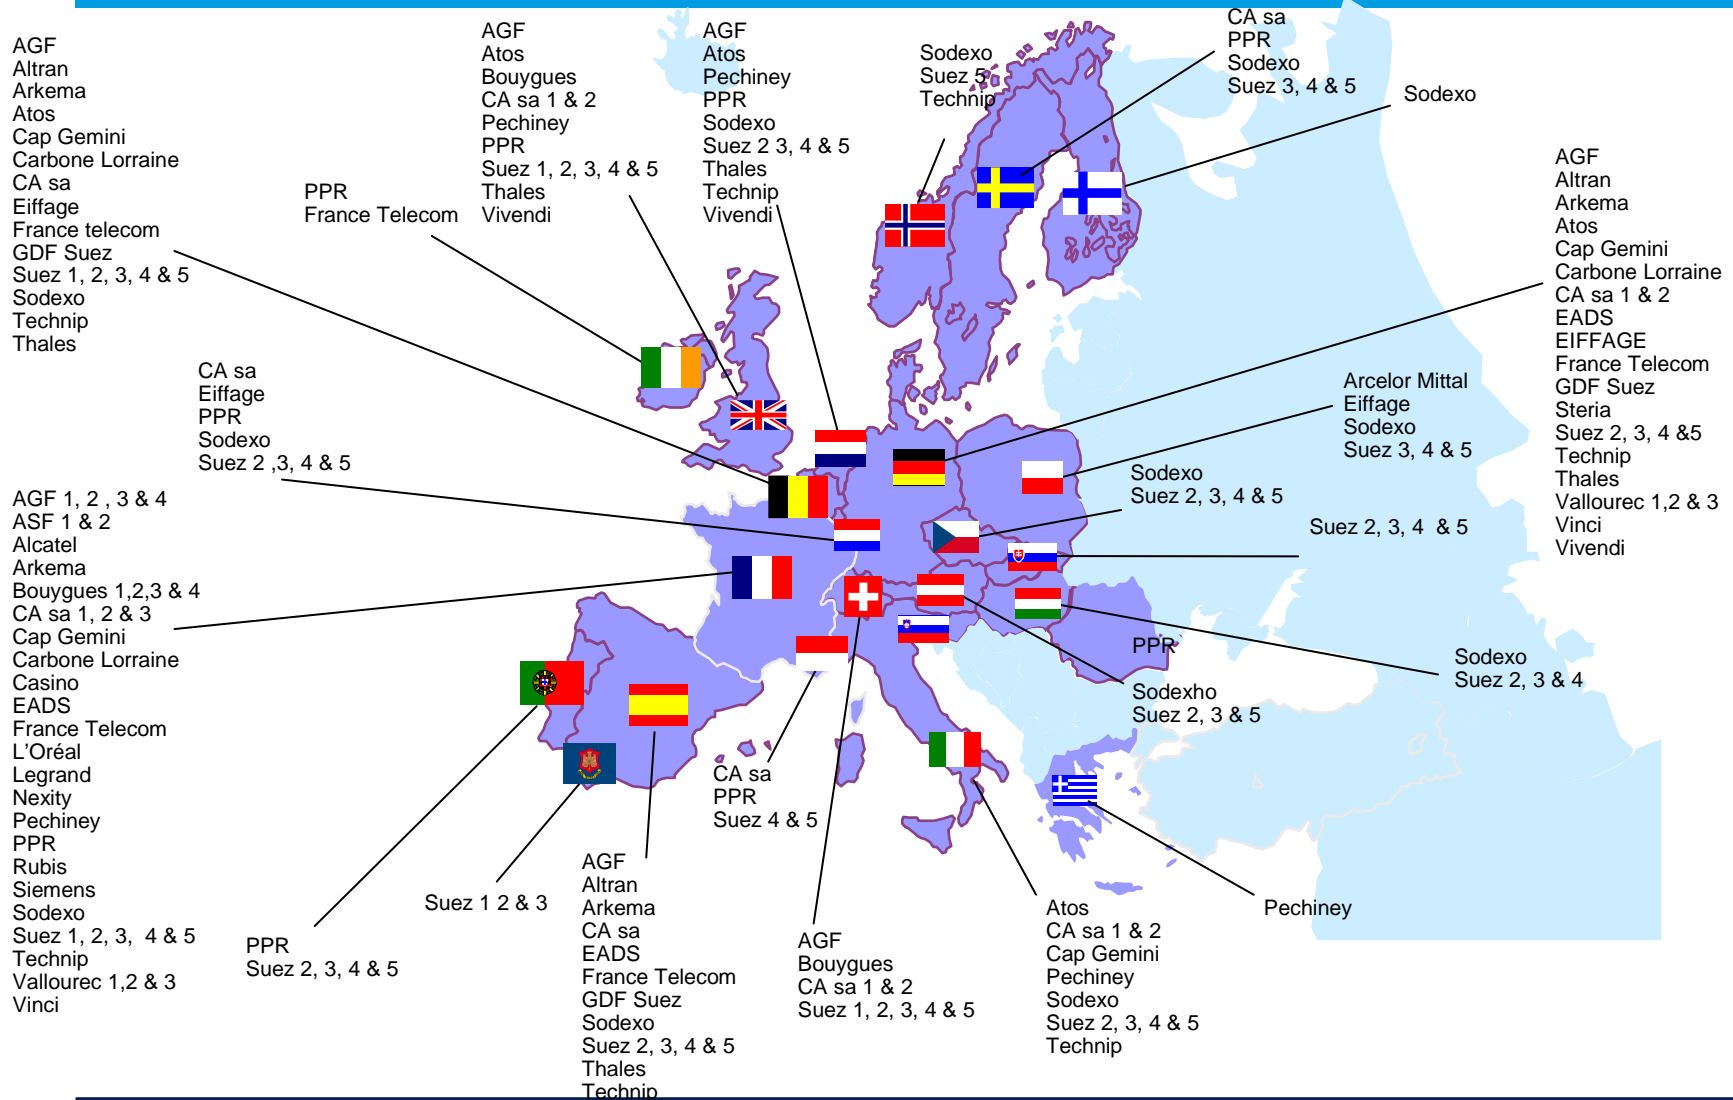 AGF
Altran
Arkema
Atos
Cap Gemini
Carbone Lorraine
CA sa
Eiffage
France telecom
GDF Suez
Suez 1, 2, 3, 4 & 5
Sodexo
Technip
Thales
PPR
France Telecom
AGF
Atos
Bouygues
CA sa 1 & 2
Pechiney
PPR
Suez 1, 2, 3, 4 & 5
Thales
Vivendi
AGF
Atos
Pechiney
PPR
Sodexo
Suez 2 3, 4 & 5
Thales
Technip
Vivendi
Sodexo
Suez 5
Technip
CA sa
PPR
Sodexo
Suez 3, 4 & 5
Sodexo
AGF
Altran
Arkema
Atos
Cap Gemini
Carbone Lorraine
CA sa 1 & 2
EADS
EIFFAGE
France Telecom
GDF Suez
Steria
Suez 2, 3, 4 &5
Technip
Thales
Vallourec 1,2 & 3
Vinci
Vivendi
CA sa
Eiffage
PPR
Sodexo
Suez 2 ,3, 4 & 5
Arcelor Mittal
Eiffage
Sodexo
Suez 3, 4 & 5
Sodexo
Suez 2, 3, 4 & 5
Suez 2, 3, 4 & 5
AGF 1, 2 , 3 & 4
ASF 1 & 2
Alcatel
Arkema
Bouygues 1,2,3 & 4
CA sa 1, 2 & 3
Cap Gemini
Carbone Lorraine
Casino
EADS
France Telecom
L'Oréal
Legrand
Nexity
Pechiney
PPR
Rubis
Siemens
Sodexo
Suez 1, 2, 3, 4 & 5
Technip
Vallourec 1,2 & 3
Vinci
PPR
Sodexo
Suez 2, 3 & 4
Sodexho
Suez 2, 3 & 5
CA sa
PPR
Suez 4 & 5
PPR
Suez 2, 3, 4 & 5
Suez 1 2 & 3
AGF
Altran
Arkema
CA sa
EADS
France Telecom
GDF Suez
Sodexo
Suez 2, 3, 4 & 5
Thales
Technip
AGF
Bouygues
CA sa 1 & 2
Suez 1, 2, 3, 4 & 5
Atos
CA sa 1 & 2
Cap Gemini
Pechiney
Sodexo
Suez 2, 3, 4 & 5
Technip
Pechiney